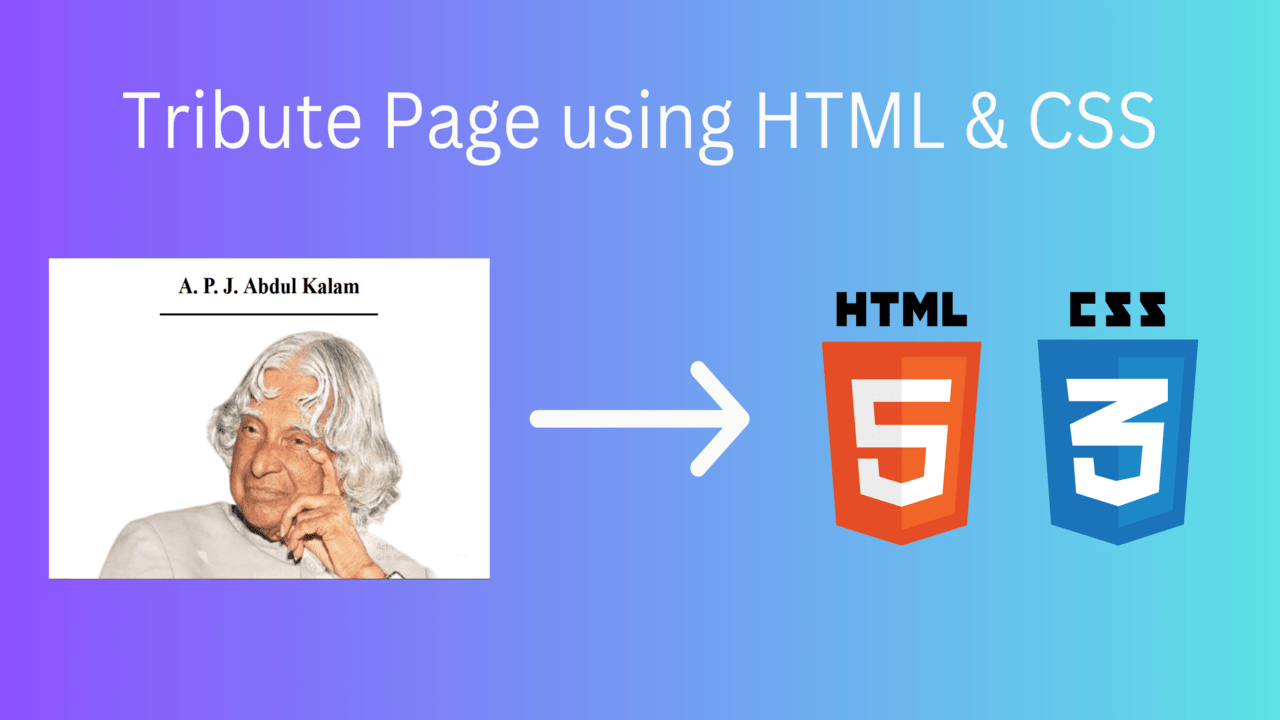 Tribute Page using HTML & CSS
A. P. J. Abdul Kalam
HTML
CSS
5
3